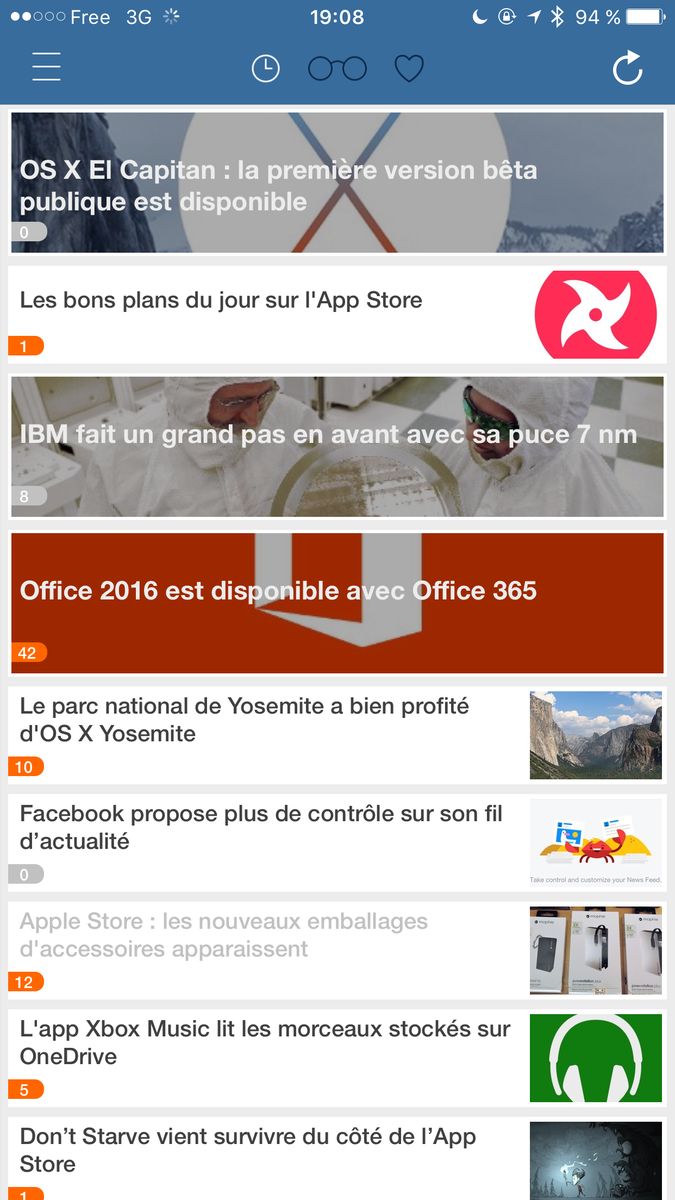 Free 3G 19:08 94 %
OS X El Capitan : la première version bêta
publique est disponible
0
Les bons plans du jour sur l'App Store
1
IBM fait un grand pas en avant avec sa puce 7 nm
8
Office 2016 est disponible avec Office 365
42
Le parc national de Yosemite a bien profité
d'OS X Yosemite
10
Facebook propose plus de contrôle sur son fil
d’actualité
0
Take control and customize your News Feed.
Apple Store : les nouveaux emballages
d'accessoires apparaissent
12
mophie
mophie
mophie
L'app Xbox Music lit les morceaux stockés sur
OneDrive
5
Don’t Starve vient survivre du côté de l’App
Store
1